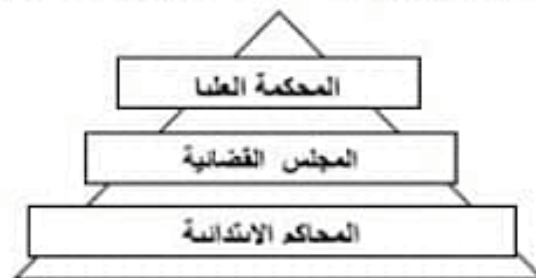 المحكمة العليا
المجلس القضائية
المحاكم الابتدائية